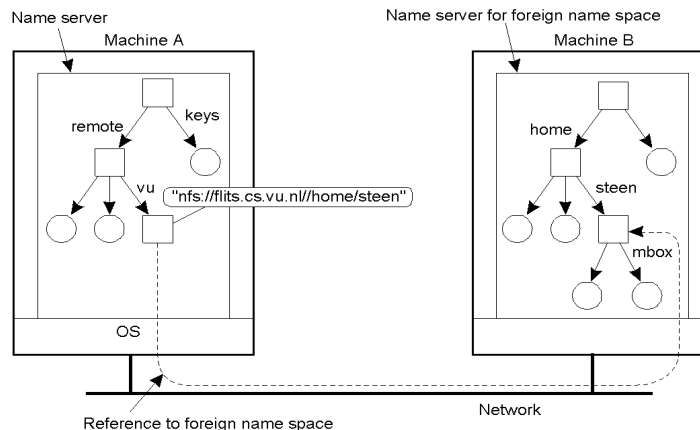 Name server
Name server for foreign name space
Machine A
Machine B
keys
remote
home
vu
"nfs://flits.cs.vu.nl//home/steen"
steen
mbox
OS
Network
Reference to foreign name space